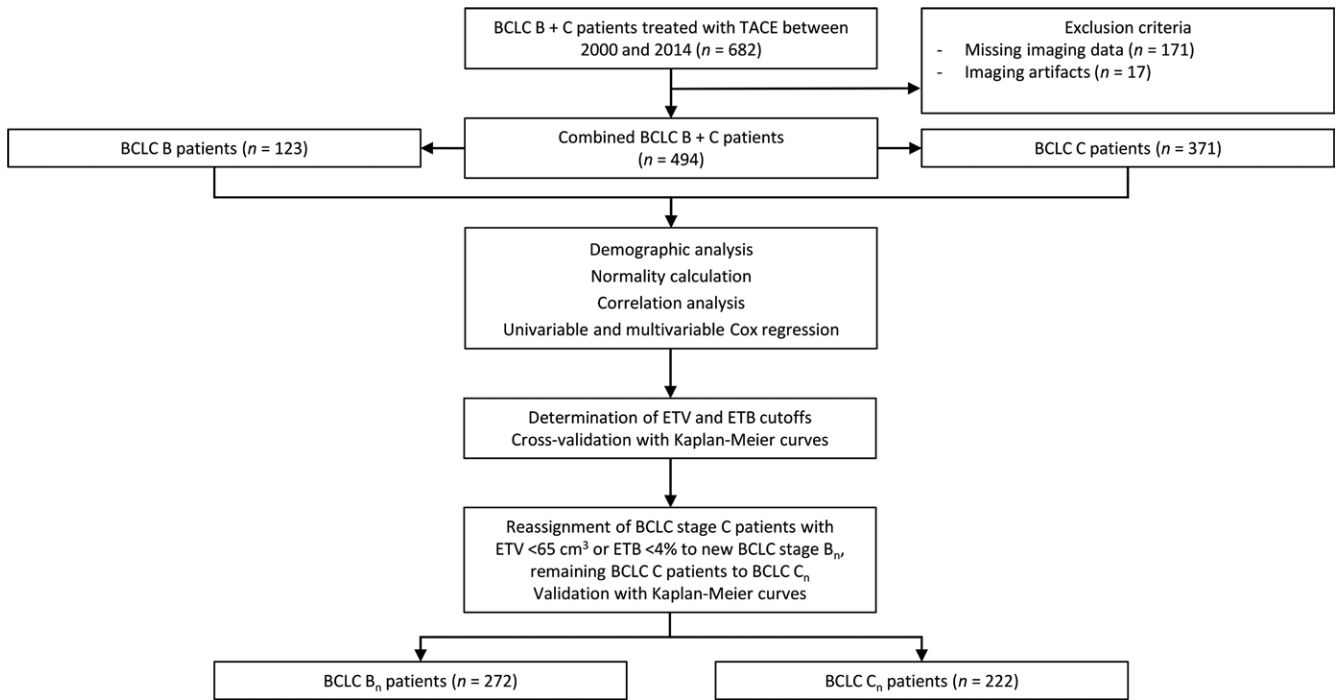 BCLC B + C patients treated with TACE between
2000 and 2014 (n = 682)
Exclusion criteria
- Missing imaging data (n = 171)
- Imaging artifacts (n = 17)
BCLC B patients (n = 123)
Combined BCLC B + C patients
(n = 494)
BCLC C patients (n = 371)
Demographic analysis
Normality calculation
Correlation analysis
Univariable and multivariable Cox regression
Determination of ETV and ETB cutoffs
Cross-validation with Kaplan-Meier curves
Reassignment of BCLC stage C patients with
ETV <65 cm³ or ETB <4% to new BCLC stage Bₙ,
remaining BCLC C patients to BCLC Cₙ
Validation with Kaplan-Meier curves
BCLC Bₙ patients (n = 272)
BCLC Cₙ patients (n = 222)